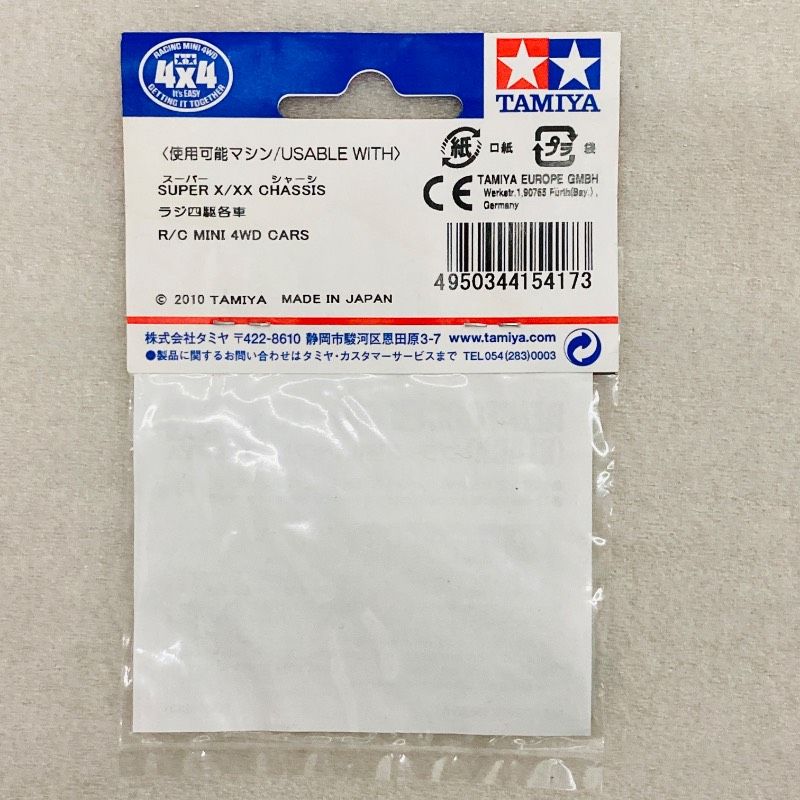 RACING MINI 4WD
4x4
It's EASY
GETTING IT TOGETHER
TAMIYA
〈使用可能マシン/USABLE WITH〉
スーパー シャーシ
SUPER X/XX CHASSIS
ラジ四駆各車
R/C MINI 4WD CARS
紙 口紙
プラ 袋
CE TAMIYA EUROPE GMBH
Werkstr.1,90765 Fürth(Bay.),
Germany
4950344154173
© 2010 TAMIYA MADE IN JAPAN
株式会社タミヤ 〒422-8610 静岡市駿河区恩田原3-7 www.tamiya.com
●製品に関するお問い合わせはタミヤ・カスタマーサービスまで TEL054(283)0003